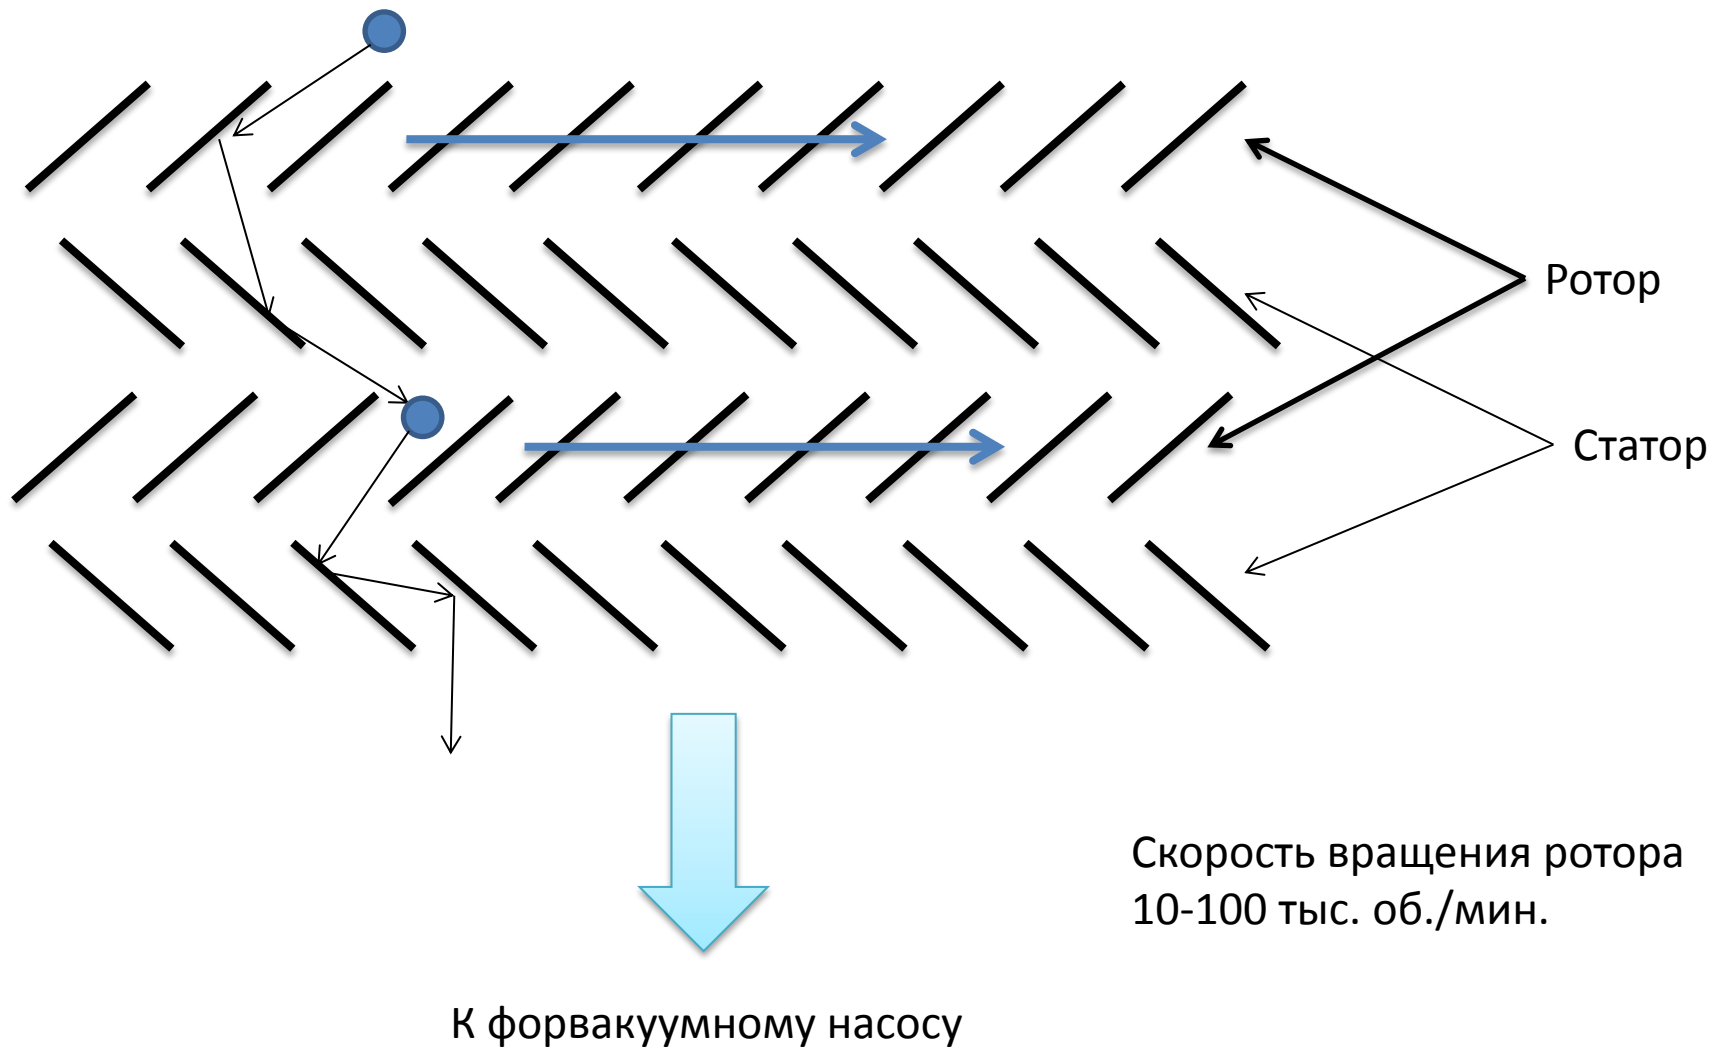 Ротор
Статор
Скорость вращения ротора
10-100 тыс. об./мин.
К форвакуумному насосу